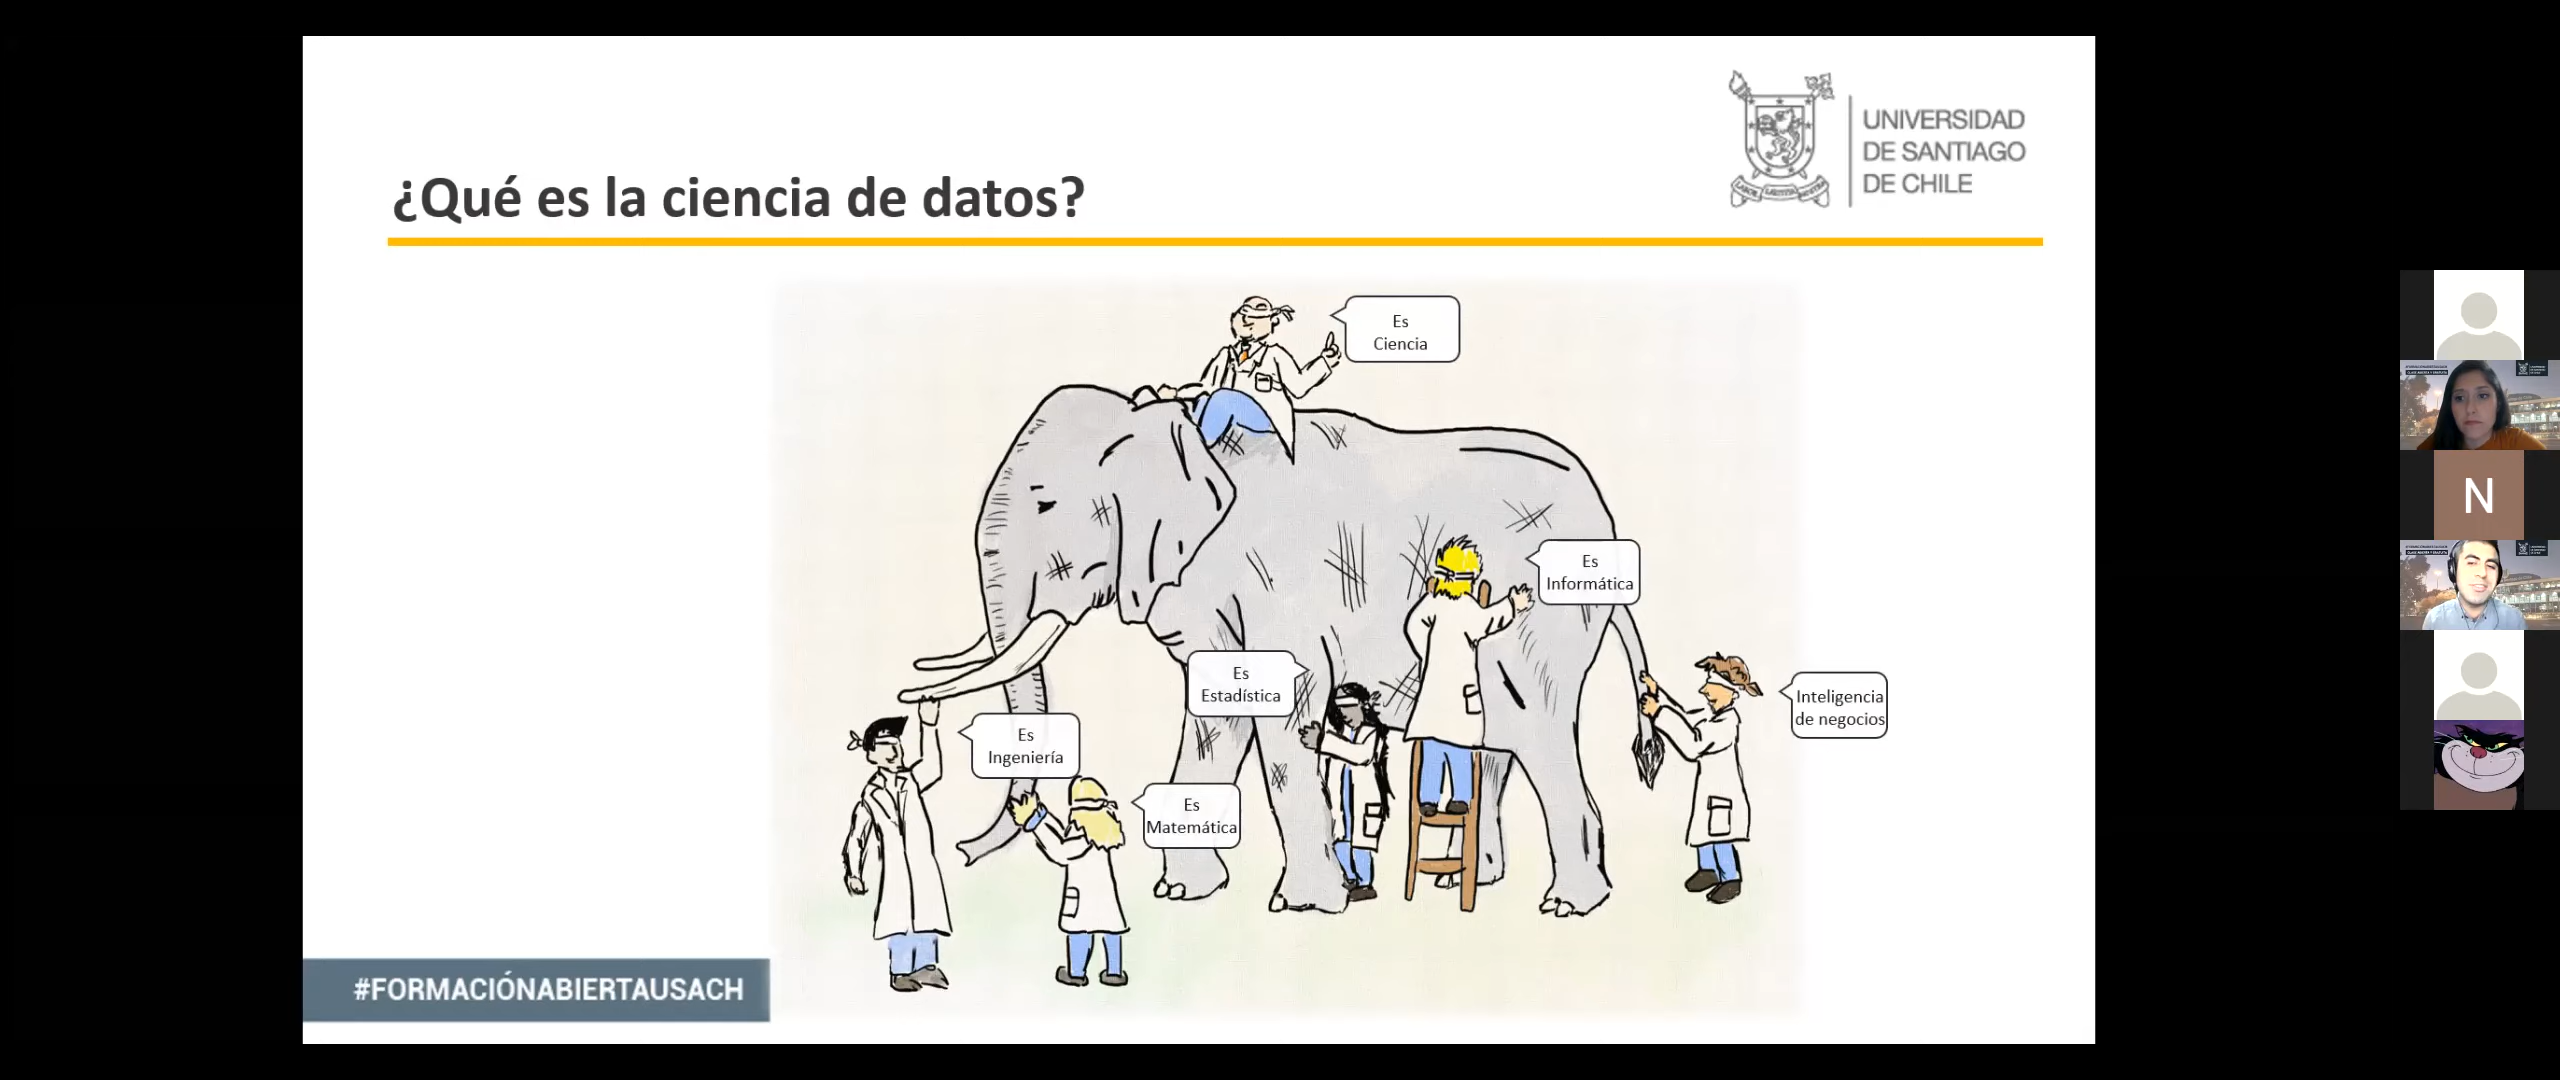 UNIVERSIDAD
DE SANTIAGO
DE CHILE
¿Qué es la ciencia de datos?
Es
Ciencia
Es
Informática
Es
Estadística
Inteligencia
de negocios
Es
Ingeniería
Es
Matemática
#FORMACIÓNABIERTAUSACH
N